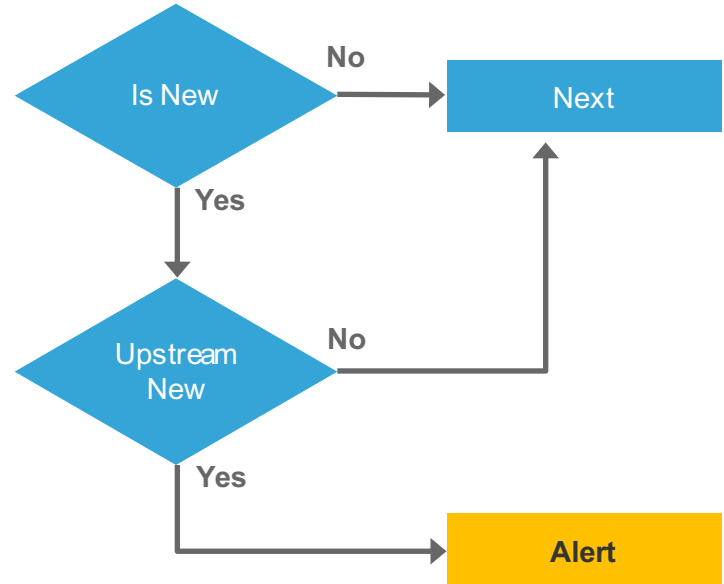 No
Is New
Next
Yes
No
Upstream
New
Yes
Alert